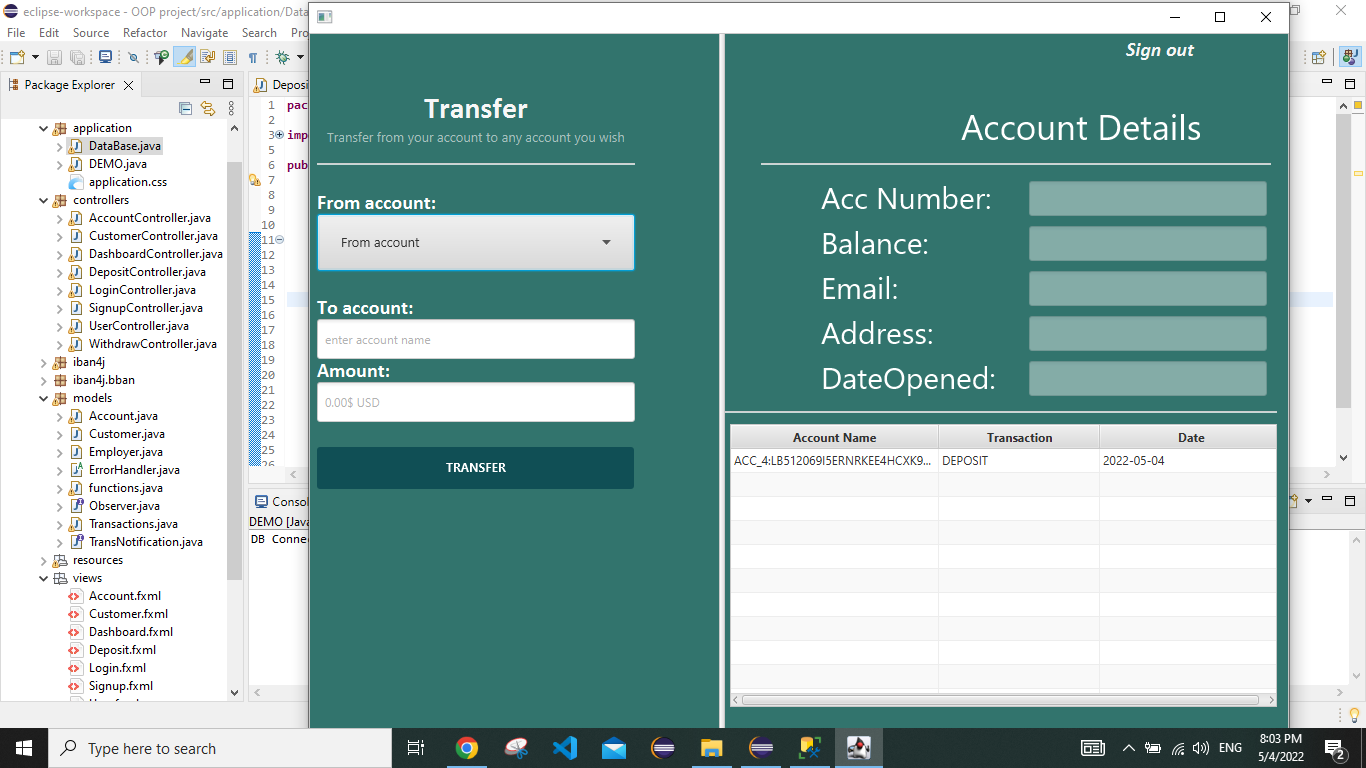 eclipse-workspace - OOP project/src/application/Data
File Edit Source Refactor Navigate Search Pro
Package Explorer
application
DataBase.java
DEMO.java
application.css
controllers
AccountController.java
CustomerController.java
DashboardController.java
DepositController.java
LoginController.java
SignupController.java
UserController.java
WithdrawController.java
iban4j
iban4j.bban
models
Account.java
Customer.java
Employer.java
ErrorHandler.java
functions.java
Observer.java
Transactions.java
TransNotification.java
resources
views
Account.fxml
Customer.fxml
Dashboard.fxml
Deposit.fxml
Login.fxml
Signup.fxml
Deposi
1 pac
2
3 imp
5
6 pub
7
8
9
10
11
12
13
14
15
16
17
18
19
20
21
22
23
24
25
26
Consol
DEMO [Java
DB Conne
Transfer
Transfer from your account to any account you wish
From account:
From account
To account:
enter account name
Amount:
0.00$ USD
TRANSFER
Sign out
Account Details
Acc Number:
Balance:
Email:
Address:
DateOpened:
Account Name Transaction Date
ACC_4:LB512069I5ERNRKEE4HCXK9... DEPOSIT 2022-05-04
Type here to search
ENG
8:03 PM
5/4/2022
2